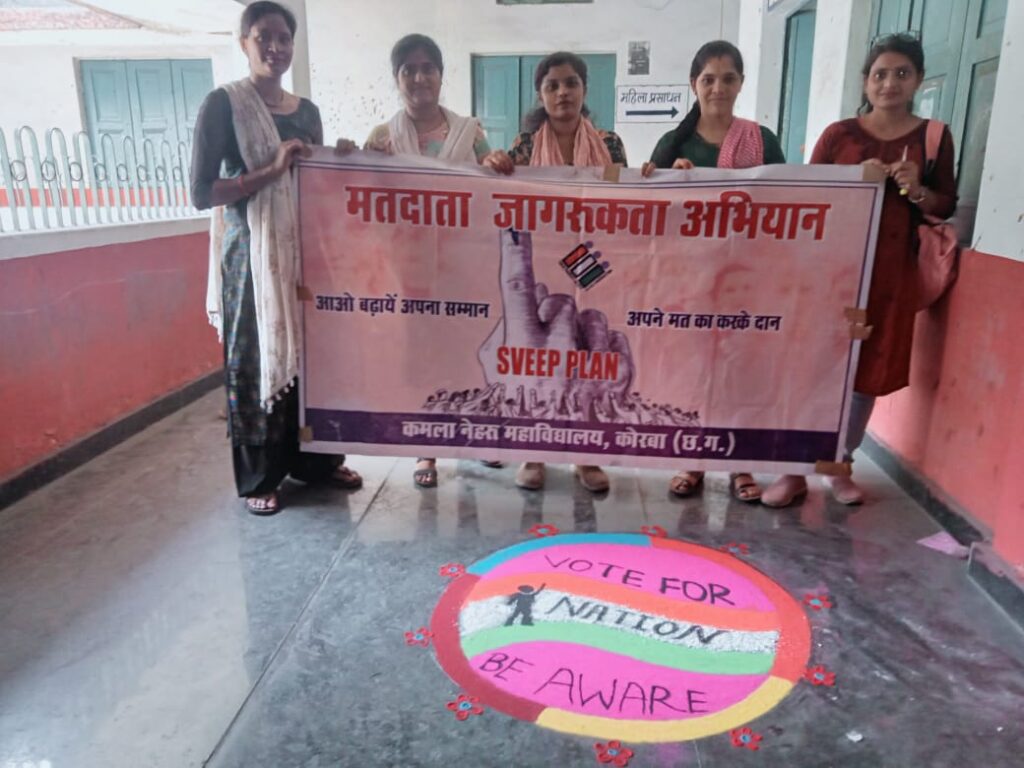 महिला प्रसाधन
मतदाता जागरूकता अभियान
आओ बढ़ायें अपना सम्मान
अपने मत का करके दान
SVEEP PLAN
कमला नेहरू महाविद्यालय, कोरबा (छ.ग.)
VOTE FOR
NATION
BE AWARE